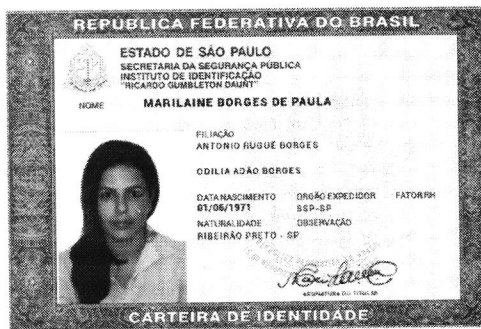 REPÚBLICA FEDERATIVA DO BRASIL
ESTADO DE SÃO PAULO
SECRETARIA DA SEGURANÇA PÚBLICA
INSTITUTO DE IDENTIFICAÇÃO
"RICARDO GUMBLETON DAUNT"
NOME MARILAINE BORGES DE PAULA
FILIAÇÃO
ANTONIO RUGUÊ BORGES
ODILIA ADÃO BORGES
DATA NASCIMENTO ORGÃO EXPEDIDOR FATOR RH
01/06/1971 SSP-SP
NATURALIDADE OBSERVAÇÃO
RIBEIRÃO PRETO - SP
ASSINATURA DO TITULAR
CARTEIRA DE IDENTIDADE